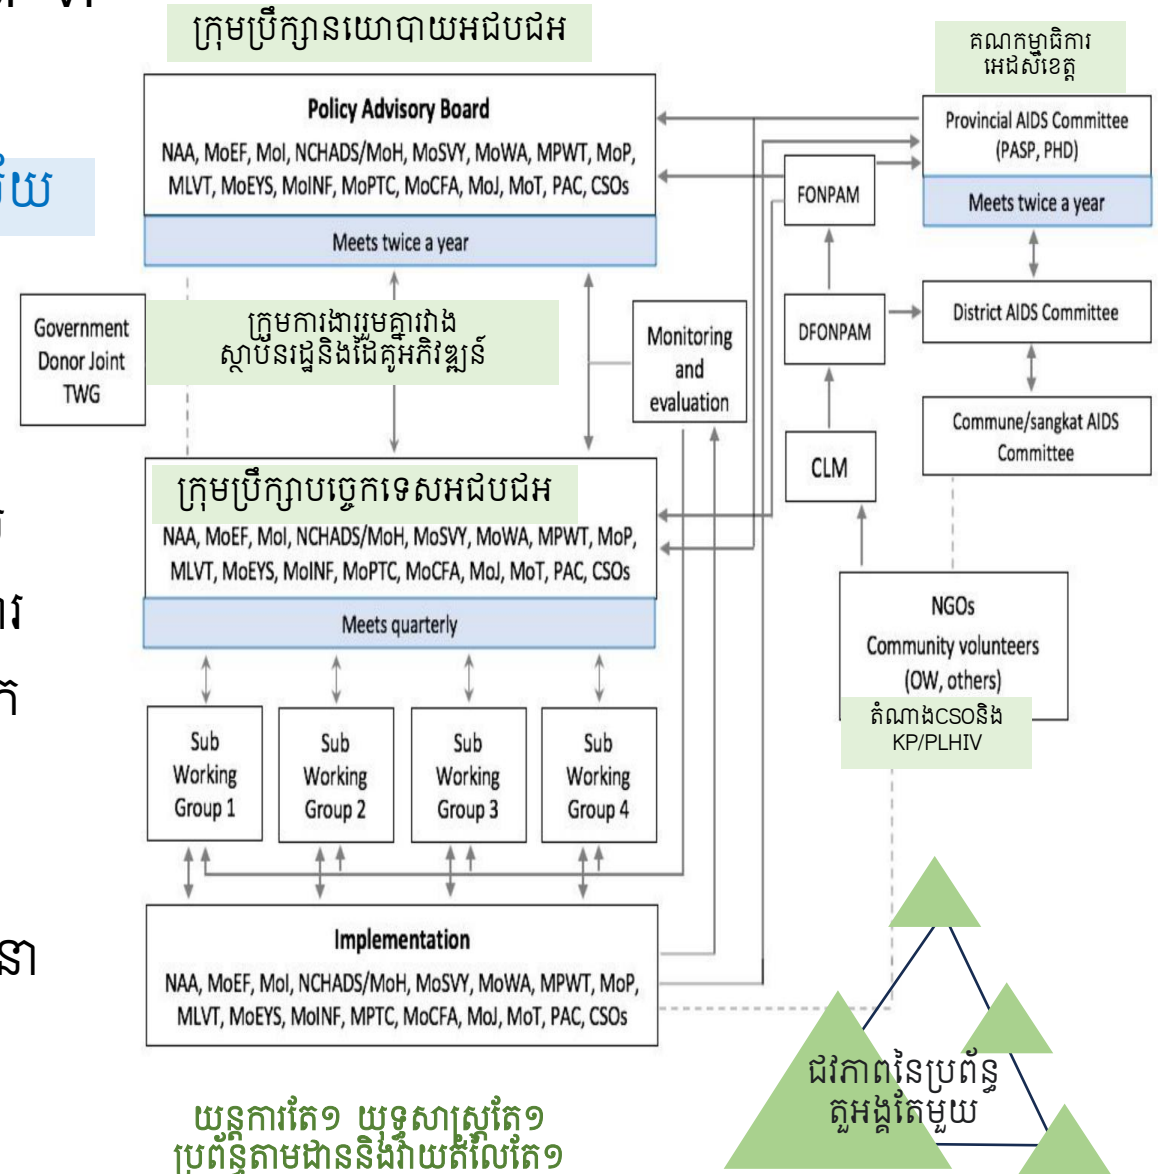 ក្រុមប្រឹក្សានយោបាយអជបជអ
Policy Advisory Board
NAA, MoEF, MoI, NCHADS/MoH, MoSVY, MoWA, MPWT, MoP,
MLVT, MoEYS, MoINF, MoPTC, MoCFA, MoJ, MoT, PAC, CSOs
Meets twice a year
គណកម្មាធិការ
អេដស៍ខេត្ត
Provincial AIDS Committee
(PASP, PHD)
Meets twice a year
FONPAM
Government
Donor Joint
TWG
ក្រុមការងាររួមគ្នារវាង
ស្ថាប័នរដ្ឋនិងដៃគូអភិវឌ្ឍន៍
Monitoring
and
evaluation
DFONPAM
District AIDS Committee
CLM
Commune/sangkat AIDS
Committee
ក្រុមប្រឹក្សាបច្ចេកទេសអជបជអ
NAA, MoEF, MoI, NCHADS/MoH, MoSVY, MoWA, MPWT, MoP,
MLVT, MoEYS, MoINF, MoPTC, MoCFA, MoJ, MoT, PAC, CSOs
Meets quarterly
NGOs
Community volunteers
(OW, others)
តំណាងCSOនិង
KP/PLHIV
Sub
Working
Group 1
Sub
Working
Group 2
Sub
Working
Group 3
Sub
Working
Group 4
Implementation
NAA, MoEF, MoI, NCHADS/MoH, MoSVY, MoWA, MPWT, MoP,
MLVT, MoEYS, MoINF, MPTC, MoCFA, MoJ, MoT, PAC, CSOs
ជវភាពនៃប្រព័ន្ធ
តួអង្គតែមួយ
យន្តការតែ១ យុទ្ធសាស្ត្រតែ១
ប្រព័ន្ធតាមដាននិងវាយតំលៃតែ១